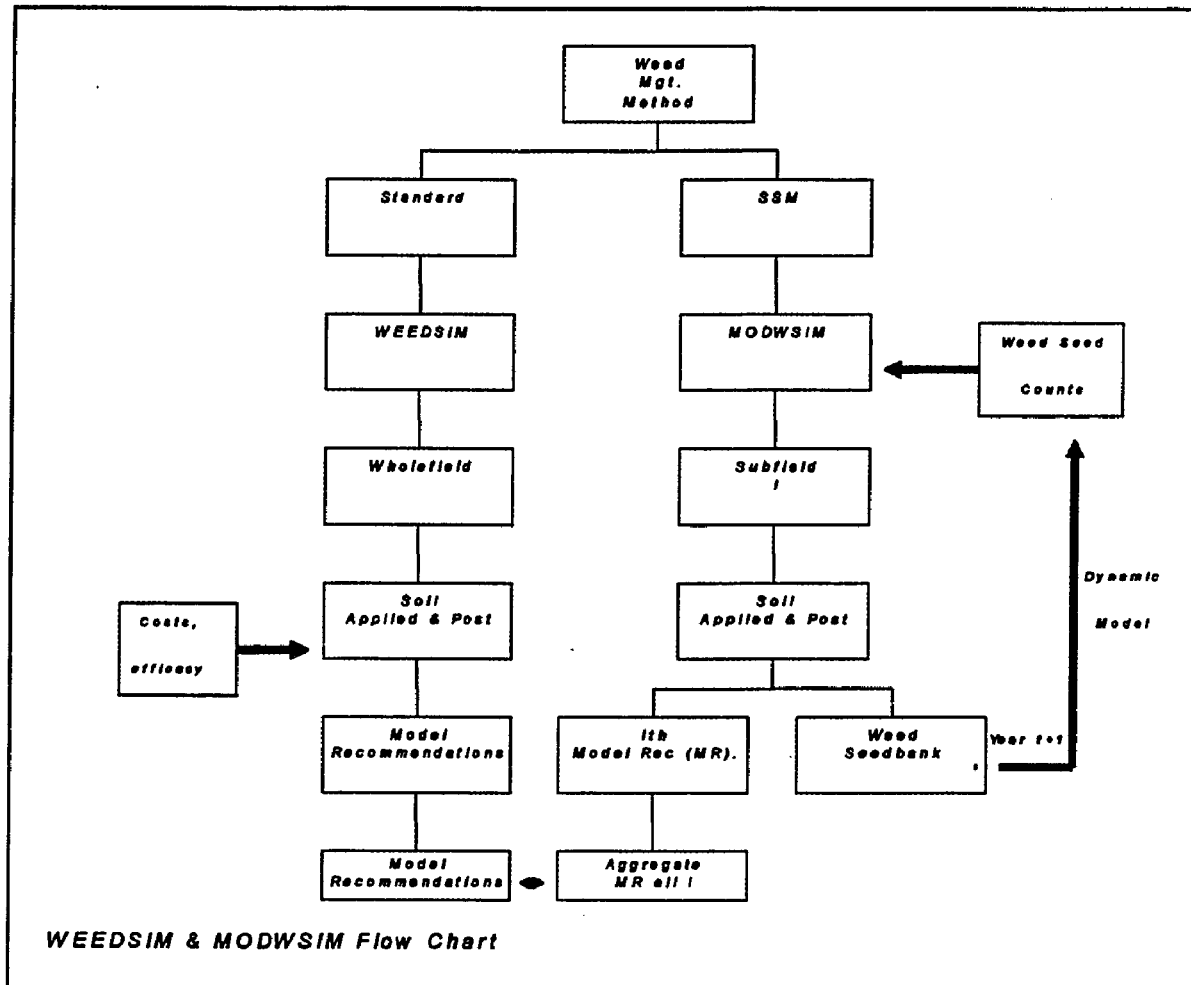 Weed
Mgt.
Method
Standard
SSM
WEEDSIM
MODWSIM
Weed Seed
Counts
Wholefield
Subfield
i
Soil
Applied & Post
Soil
Applied & Post
Costs,
efficacy
Dynamic
Model
Model
Recommendations
ith
Model Rec (MR).
Weed
Seedbank
Year t+1
Model
Recommendations
Aggregate
MR all i
WEEDSIM & MODWSIM Flow Chart